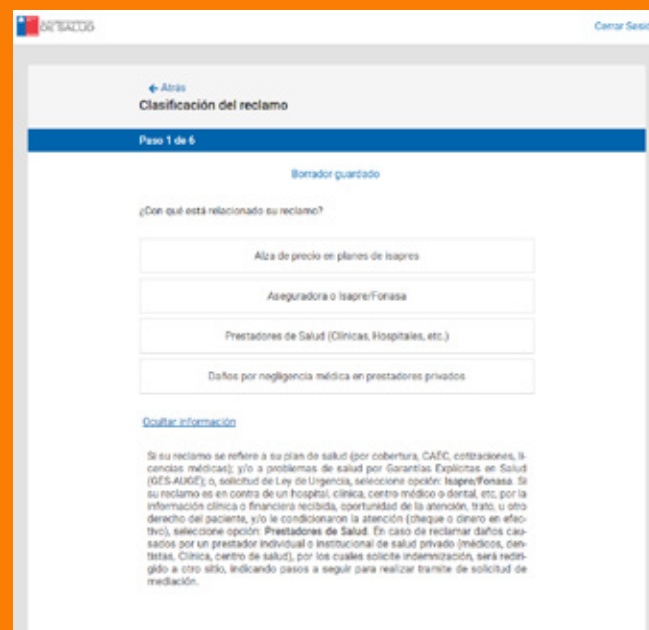 DE SALUD
Cerrar Sesió
← Atrás
Clasificación del reclamo
Paso 1 de 6
Borrador guardado
¿Con qué está relacionado su reclamo?
Alza de precio en planes de isapres
Aseguradora o Isapre/Fonasa
Prestadores de Salud (Clínicas, Hospitales, etc.)
Daños por negligencia médica en prestadores privados
Ocultar información
Si su reclamo se refiere a su plan de salud (por cobertura, CAEC, cotizaciones, li-
cencias médicas); y/o a problemas de salud por Garantías Explícitas en Salud
(GES-AUGE); o, solicitud de Ley de Urgencia, seleccione opción: Isapre/Fonasa. Si
su reclamo es en contra de un hospital, clínica, centro médico o dental, etc, por la
información clínica o financiera recibida, oportunidad de la atención, trato, u otro
derecho del paciente, y/o le condicionaron la atención (cheque o dinero en efec-
tivo), seleccione opción: Prestadores de Salud. En caso de reclamar daños cau-
sados por un prestador individual o institucional de salud privado (médicos, den-
tistas, Clínica, centro de salud), por los cuales solicite indemnización, será rediri-
gido a otro sitio, indicando pasos a seguir para realizar tramite de solicitud de
mediación.